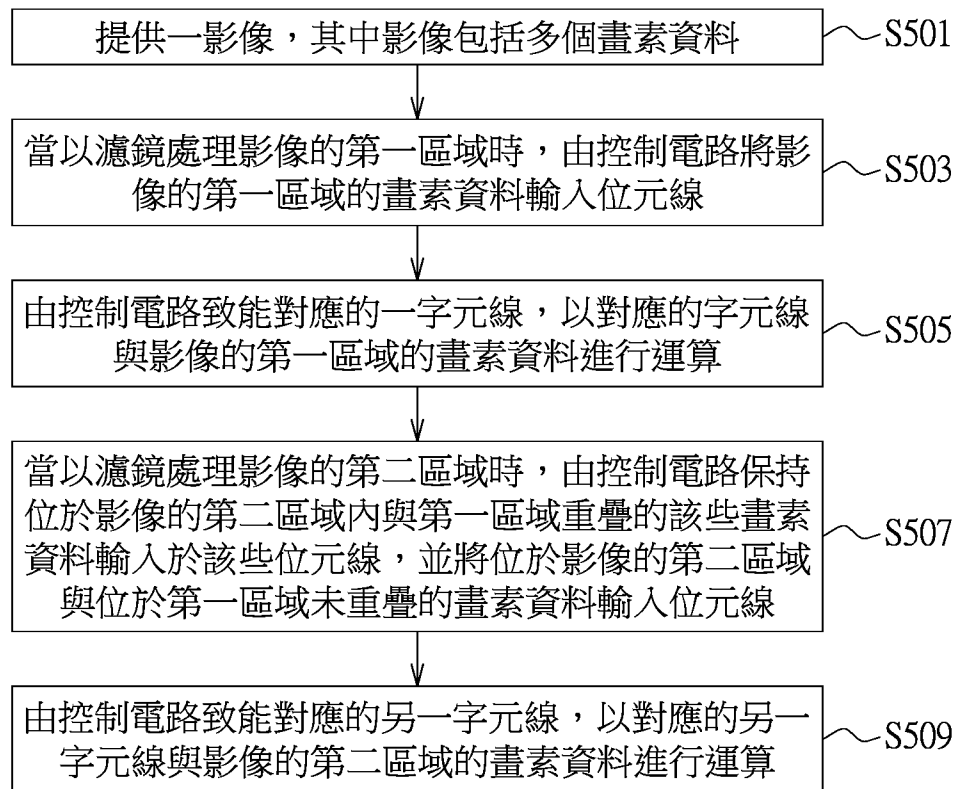 提供一影像，其中影像包括多個畫素資料
S501
當以濾鏡處理影像的第一區域時，由控制電路將影
像的第一區域的畫素資料輸入位元線
S503
由控制電路致能對應的一字元線，以對應的字元線
與影像的第一區域的畫素資料進行運算
S505
當以濾鏡處理影像的第二區域時，由控制電路保持
位於影像的第二區域內與第一區域重疊的該些畫素
資料輸入於該些位元線，並將位於影像的第二區域
與位於第一區域未重疊的畫素資料輸入位元線
S507
由控制電路致能對應的另一字元線，以對應的另一
字元線與影像的第二區域的畫素資料進行運算
S509